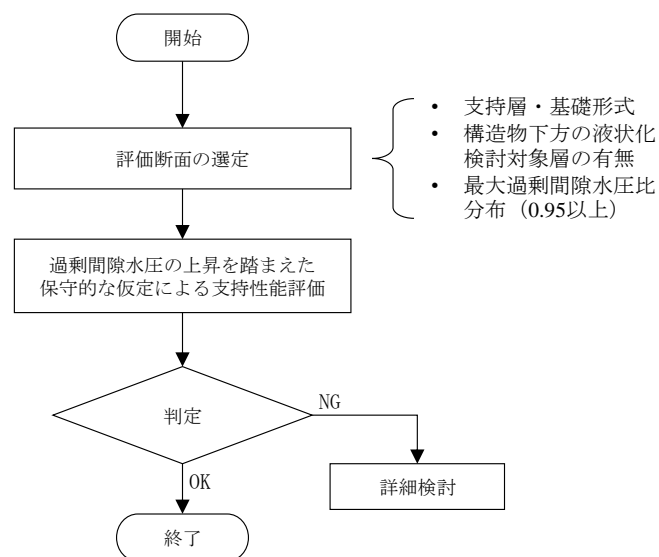 開始
評価断面の選定
• 支持層・基礎形式
• 構造物下方の液状化
検討対象層の有無
• 最大過剰間隙水圧比
分布（0.95以上）
過剰間隙水圧の上昇を踏まえた
保守的な仮定による支持性能評価
判定
NG
OK
詳細検討
終了